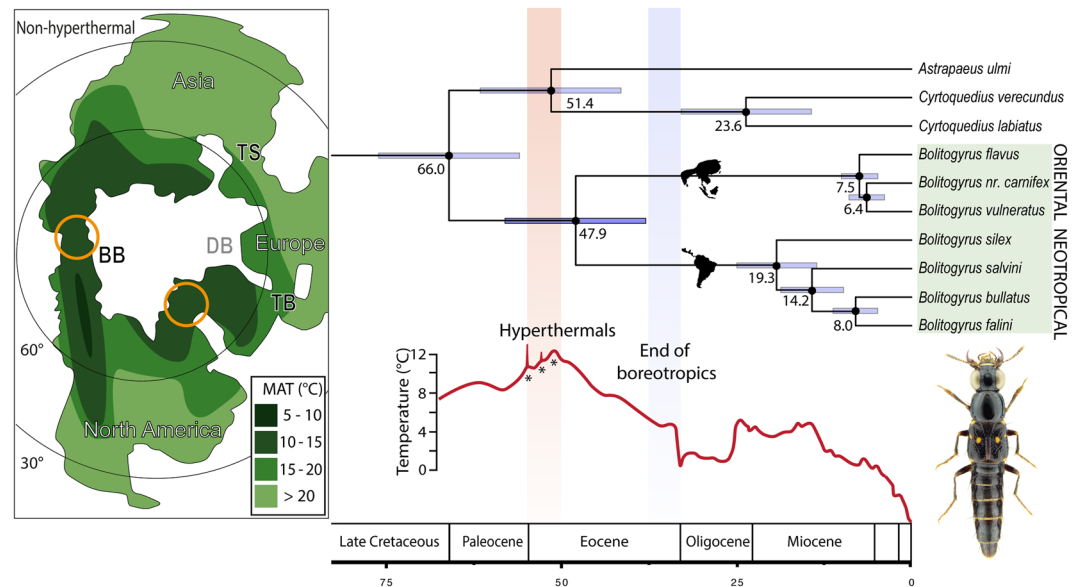 Non-hyperthermal
Asia
TS
BB
DB
Europe
TB
60°
30°
North America
MAT (°C)
5 - 10
10 - 15
15 - 20
> 20
66.0
51.4
23.6
47.9
7.5
6.4
19.3
14.2
8.0
Astrapaeus ulmi
Cyrtoquedius verecundus
Cyrtoquedius labiatus
Bolitogyrus flavus
Bolitogyrus nr. carnifex
Bolitogyrus vulneratus
Bolitogyrus silex
Bolitogyrus salvini
Bolitogyrus bullatus
Bolitogyrus falini
ORIENTAL
NEOTROPICAL
Hyperthermals
* * *
End of
boreotropics
Temperature (°C)
12
8
4
0
Late Cretaceous
Paleocene
Eocene
Oligocene
Miocene
75
50
25
0